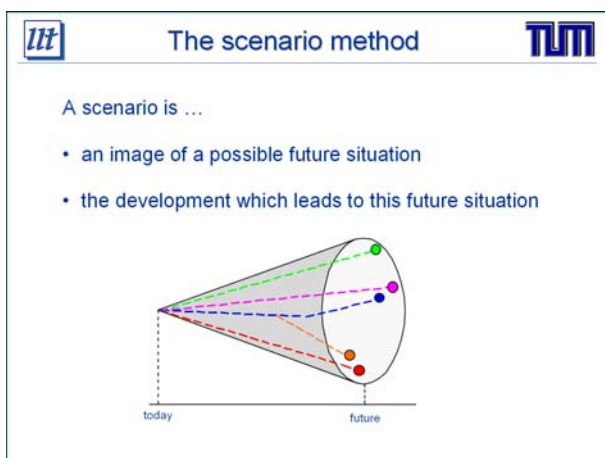 llt
The scenario method
TUM
A scenario is …
• an image of a possible future situation
• the development which leads to this future situation
today
future